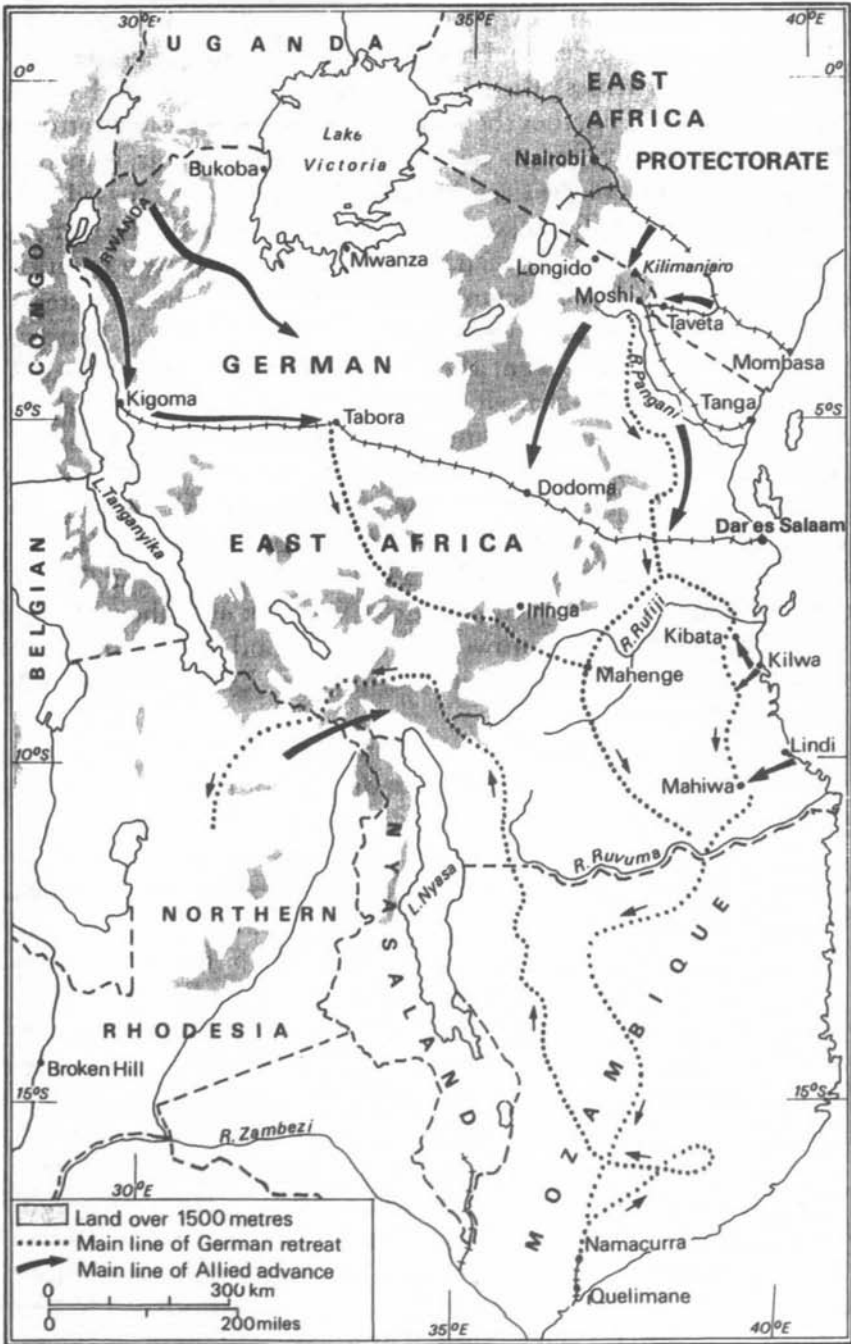 30°E
35°E
40°E
UGANDA
0°
EAST
AFRICA
PROTECTORATE
Lake
Victoria
Nairobi
Bukoba
RWANDA
Mwanza
Longido
Kilimanjaro
Moshi
Taveta
CONGO
GERMAN
R. Pangani
Mombasa
Kigoma
Tabora
Tanga
5°S
5°S
Dodoma
L. Tanganyika
Dar es Salaam
EAST AFRICA
BELGIAN
Iringa
R. Rufiji
Kibata
Kilwa
Mahenge
10°S
Lindi
Mahiwa
R. Ruvuma
NYASALAND
L. Nyasa
NORTHERN
MOZAMBIQUE
RHODESIA
Broken Hill
15°S
15°S
R. Zambezi
30°E
Land over 1500 metres
Main line of German retreat
Main line of Allied advance
0 300 km
0 200 miles
Namacurra
Quelimane
35°E
40°E